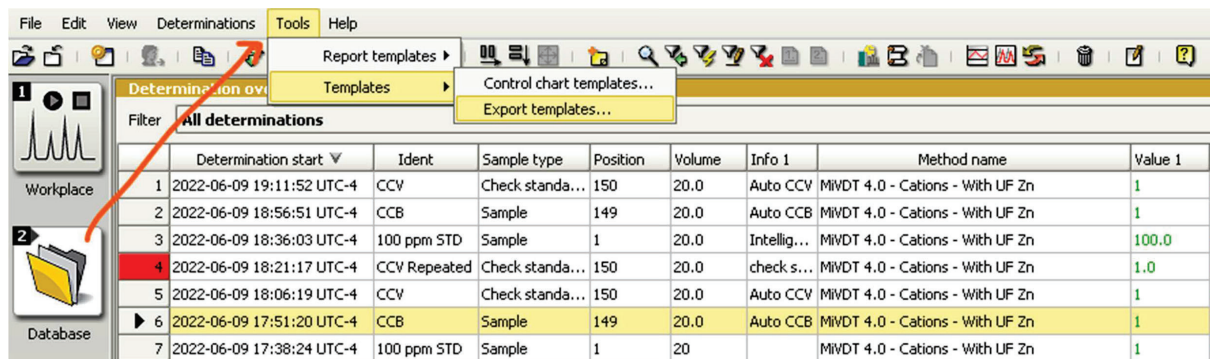 File Edit View Determinations Tools Help
Report templates
Templates
Control chart templates...
Export templates...
1
Workplace
2
Database
Filter All determinations
Determination start Ident Sample type Position Volume Info 1 Method name Value 1
1 2022-06-09 19:11:52 UTC-4 CCV Check standa... 150 20.0 Auto CCV MiVDT 4.0 - Cations - With UF Zn 1
2 2022-06-09 18:56:51 UTC-4 CCB Sample 149 20.0 Auto CCB MiVDT 4.0 - Cations - With UF Zn 1
3 2022-06-09 18:36:03 UTC-4 100 ppm STD Sample 1 20.0 Intellig... MiVDT 4.0 - Cations - With UF Zn 100.0
4 2022-06-09 18:21:17 UTC-4 CCV Repeated Check standa... 150 20.0 check s... MiVDT 4.0 - Cations - With UF Zn 1.0
5 2022-06-09 18:06:19 UTC-4 CCV Check standa... 150 20.0 Auto CCV MiVDT 4.0 - Cations - With UF Zn 1
6 2022-06-09 17:51:20 UTC-4 CCB Sample 149 20.0 Auto CCB MiVDT 4.0 - Cations - With UF Zn 1
7 2022-06-09 17:38:24 UTC-4 100 ppm STD Sample 1 20 MiVDT 4.0 - Cations - With UF Zn 1